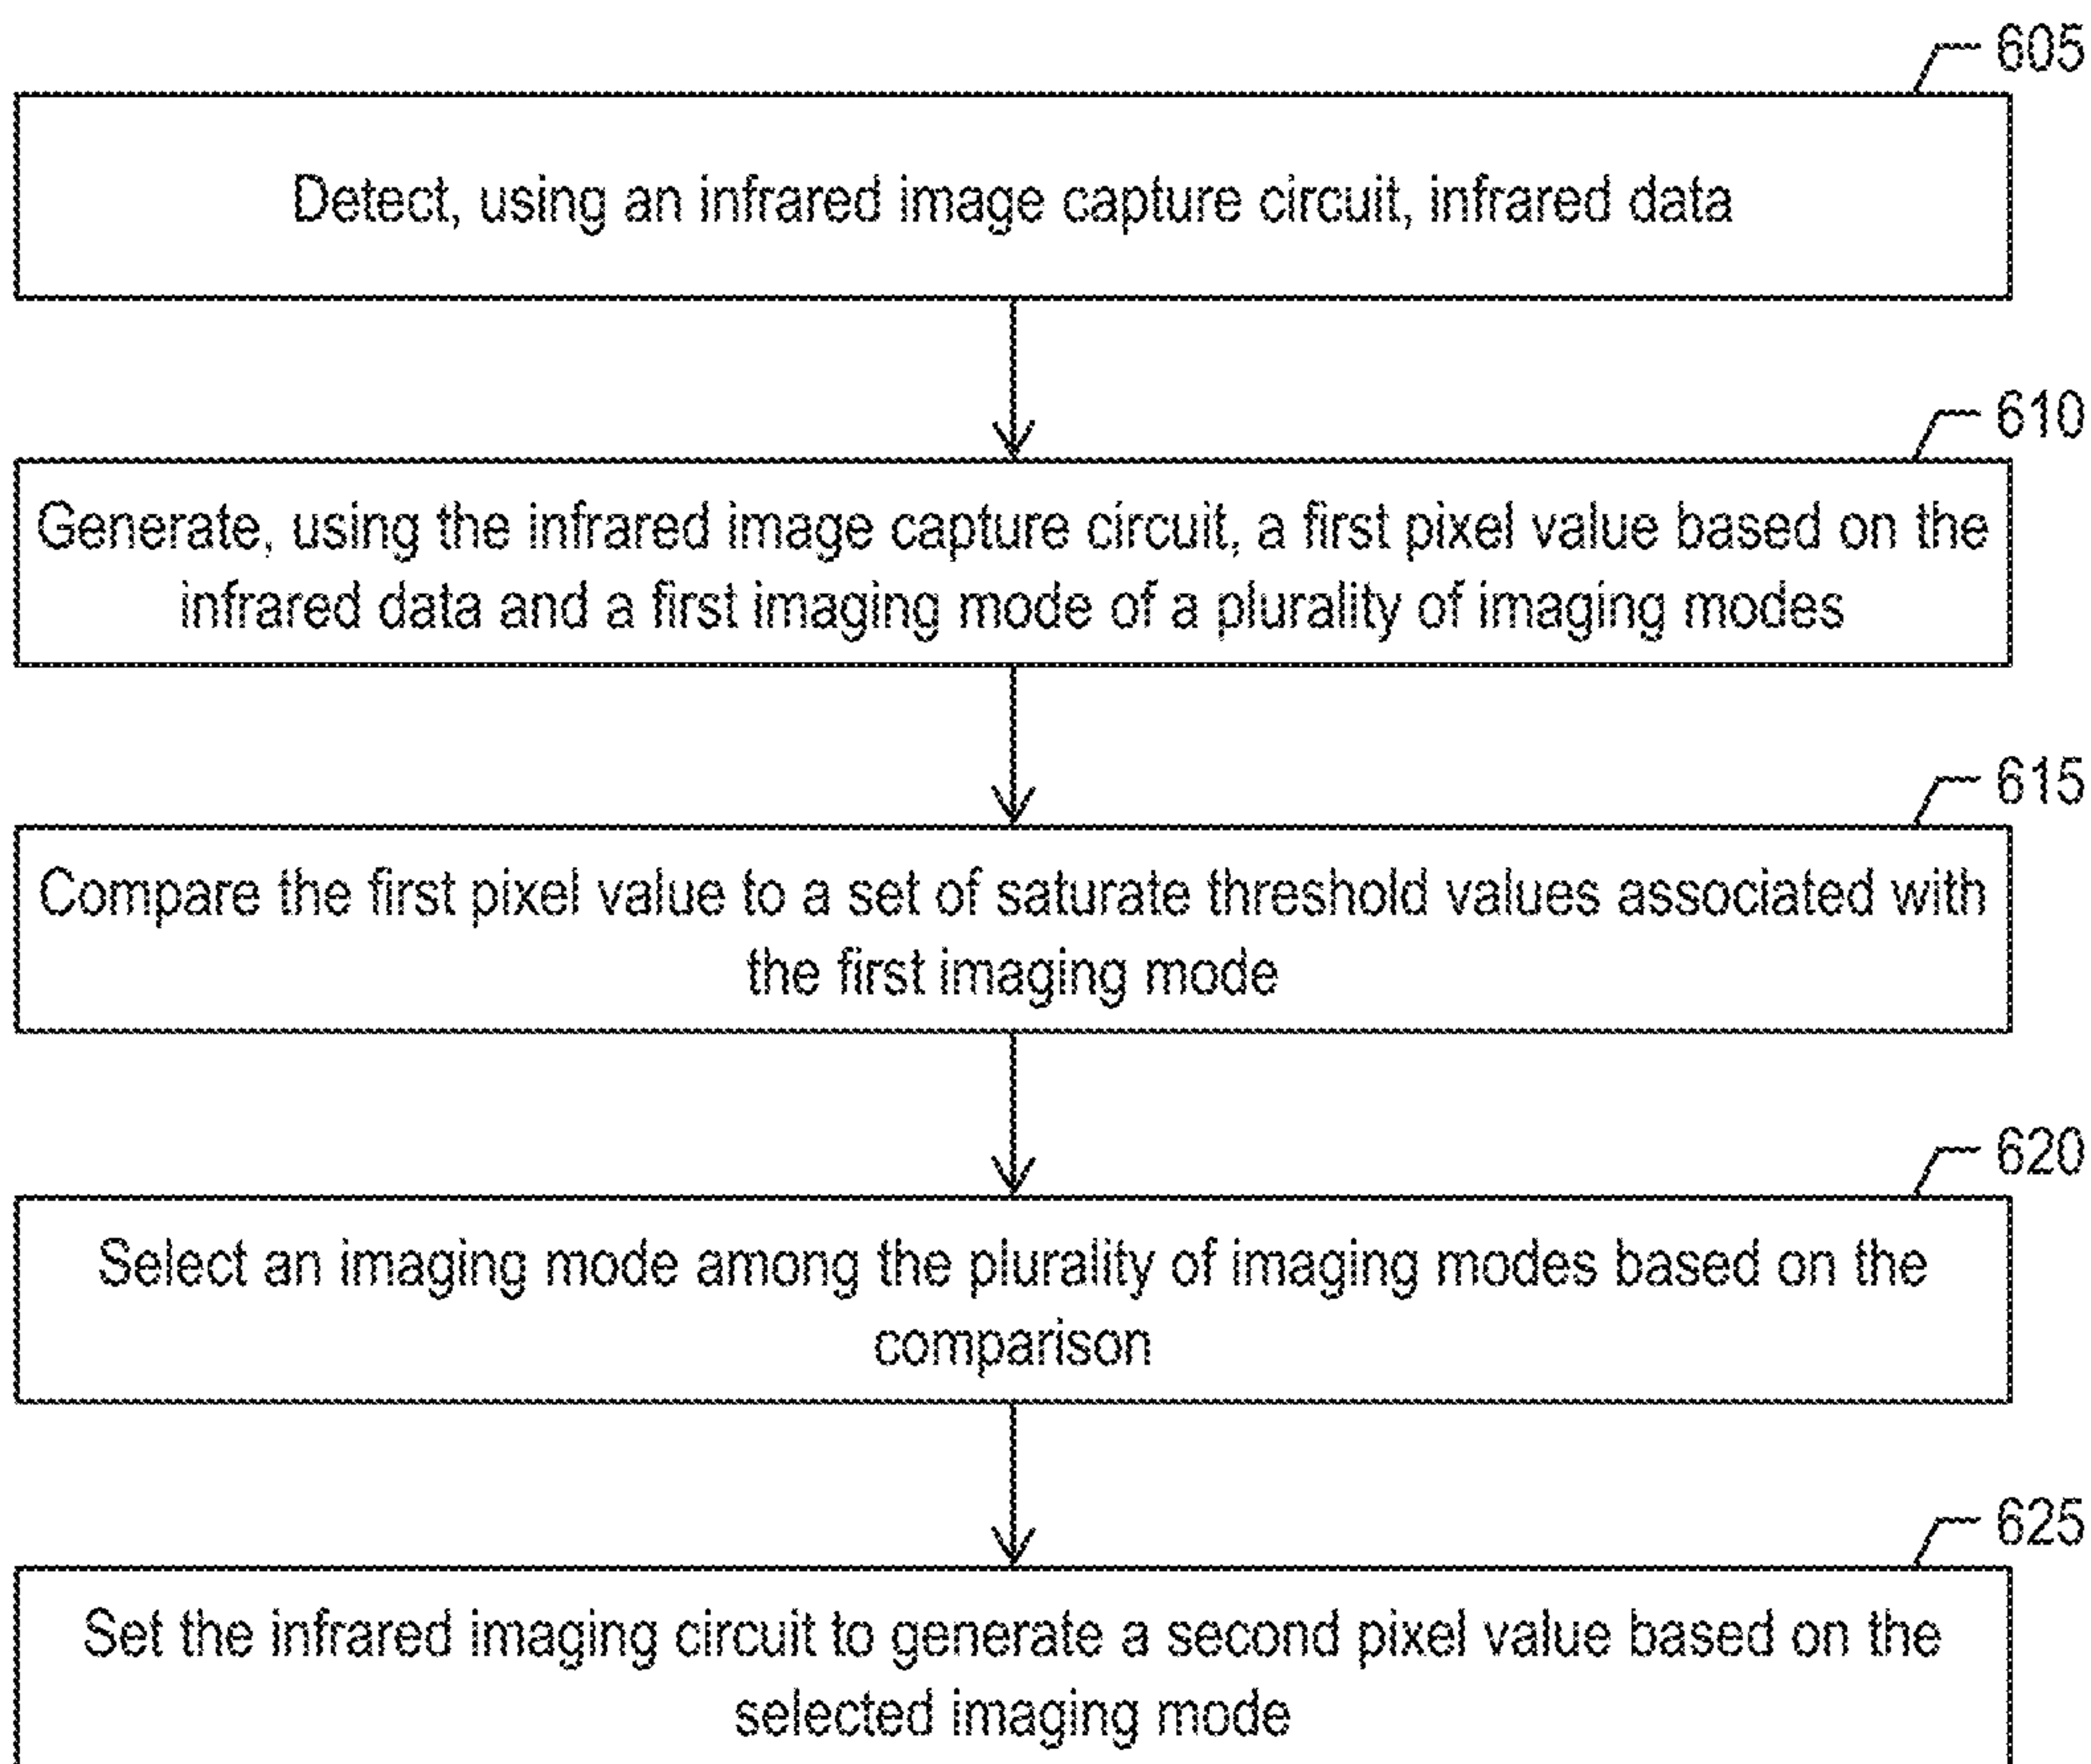 605
Detect, using an infrared image capture circuit, infrared data
610
Generate, using the infrared image capture circuit, a first pixel value based on the
infrared data and a first imaging mode of a plurality of imaging modes
615
Compare the first pixel value to a set of saturate threshold values associated with
the first imaging mode
620
Select an imaging mode among the plurality of imaging modes based on the
comparison
625
Set the infrared imaging circuit to generate a second pixel value based on the
selected imaging mode